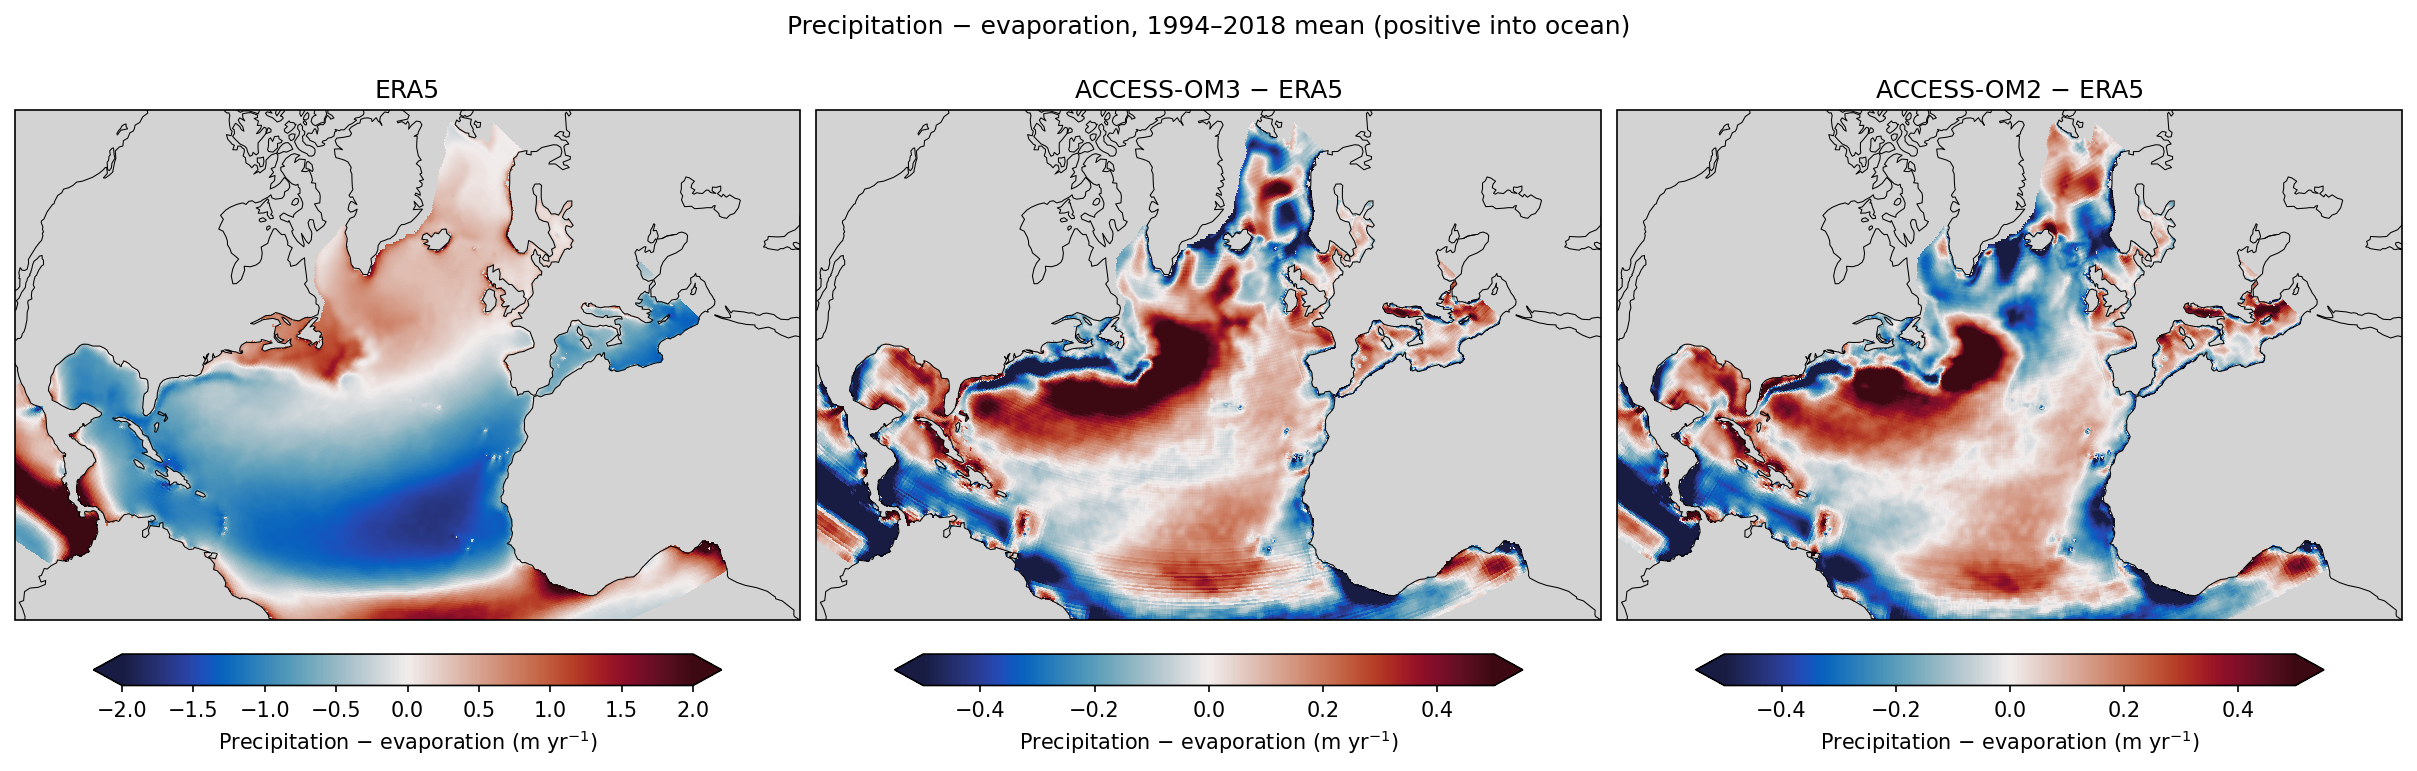 Precipitation − evaporation, 1994–2018 mean (positive into ocean)
ERA5
ACCESS-OM3 − ERA5
ACCESS-OM2 − ERA5
−2.0 −1.5 −1.0 −0.5 0.0 0.5 1.0 1.5 2.0
Precipitation − evaporation (m yr⁻¹)
−0.4 −0.2 0.0 0.2 0.4
Precipitation − evaporation (m yr⁻¹)
−0.4 −0.2 0.0 0.2 0.4
Precipitation − evaporation (m yr⁻¹)